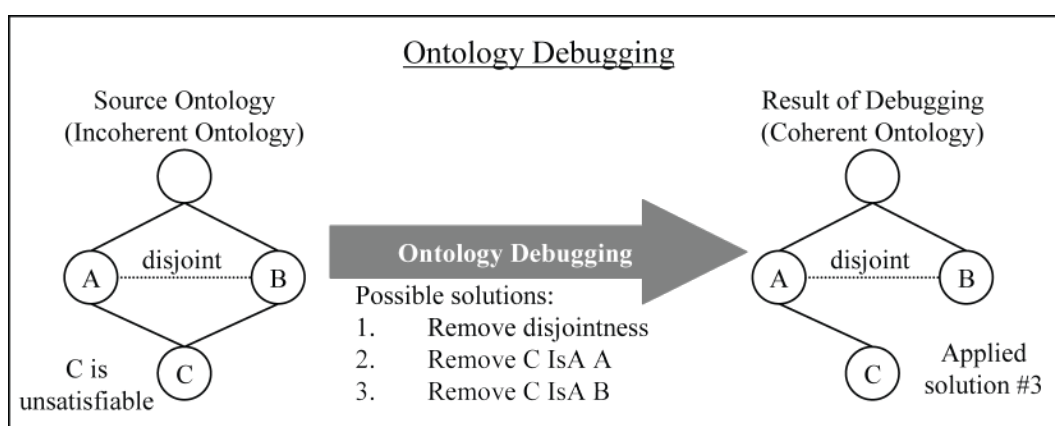 Ontology Debugging
Source Ontology
(Incoherent Ontology)
A
disjoint
B
C
C is
unsatisfiable
Ontology Debugging
Possible solutions:
1. Remove disjointness
2. Remove C IsA A
3. Remove C IsA B
Result of Debugging
(Coherent Ontology)
A
disjoint
B
C
Applied
solution #3